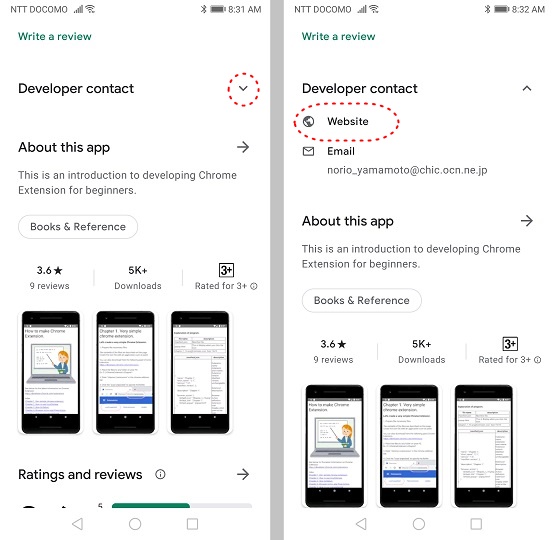 NTT DOCOMO
8:31 AM
Write a review
Developer contact
About this app
This is an introduction to developing Chrome
Extension for beginners.
Books & Reference
3.6★
5K+
3+
9 reviews
Downloads
Rated for 3+
How to make Chrome
Extension.
Chapter 1. Very simple
chrome extension.
Ratings and reviews
5
NTT DOCOMO
8:32 AM
Write a review
Developer contact
Website
Email
norio_yamamoto@chic.ocn.ne.jp
About this app
This is an introduction to developing Chrome
Extension for beginners.
Books & Reference
3.6★
5K+
3+
9 reviews
Downloads
Rated for 3+
How to make Chrome
Extension.
Chapter 1. Very simple
chrome extension.